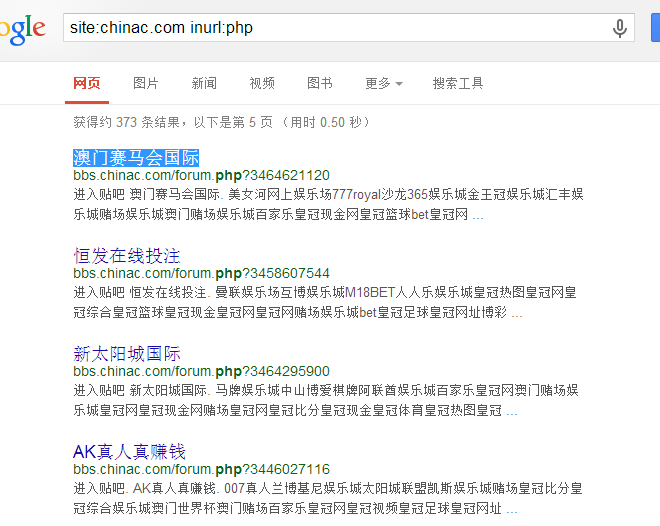 ogle
site:chinac.com inurl:php
网页 图片 新闻 视频 图书 更多 搜索工具
获得约 373 条结果，以下是第 5 页 （用时 0.50 秒）
澳门赛马会国际
bbs.chinac.com/forum.php?3464621120
进入贴吧 澳门赛马会国际. 美女河网上娱乐场777royal沙龙365娱乐城金王冠娱乐城汇丰娱
乐城赌场娱乐城澳门赌场娱乐城百家乐皇冠现金网皇冠篮球bet皇冠网 ...
恒发在线投注
bbs.chinac.com/forum.php?3458607544
进入贴吧 恒发在线投注. 曼联娱乐场互博娱乐城M18BET人人乐娱乐城皇冠热图皇冠网皇
冠综合皇冠篮球皇冠现金皇冠网皇冠网赌场娱乐城bet皇冠足球皇冠网址博彩 ...
新太阳城国际
bbs.chinac.com/forum.php?3464295900
进入贴吧 新太阳城国际. 马牌娱乐城中山博爱棋牌阿联酋娱乐城百家乐皇冠网澳门赌场娱
乐城皇冠网皇冠现金网赌场皇冠网皇冠比分皇冠现金皇冠体育皇冠热图皇冠 ...
AK真人真赚钱
bbs.chinac.com/forum.php?3446027116
进入贴吧. AK真人真赚钱. 007真人兰博基尼娱乐城太阳城联盟凯斯娱乐城赌场皇冠比分皇
冠综合娱乐城澳门世界杯澳门赌场百家网皇冠视频皇冠足球皇冠网址 ...